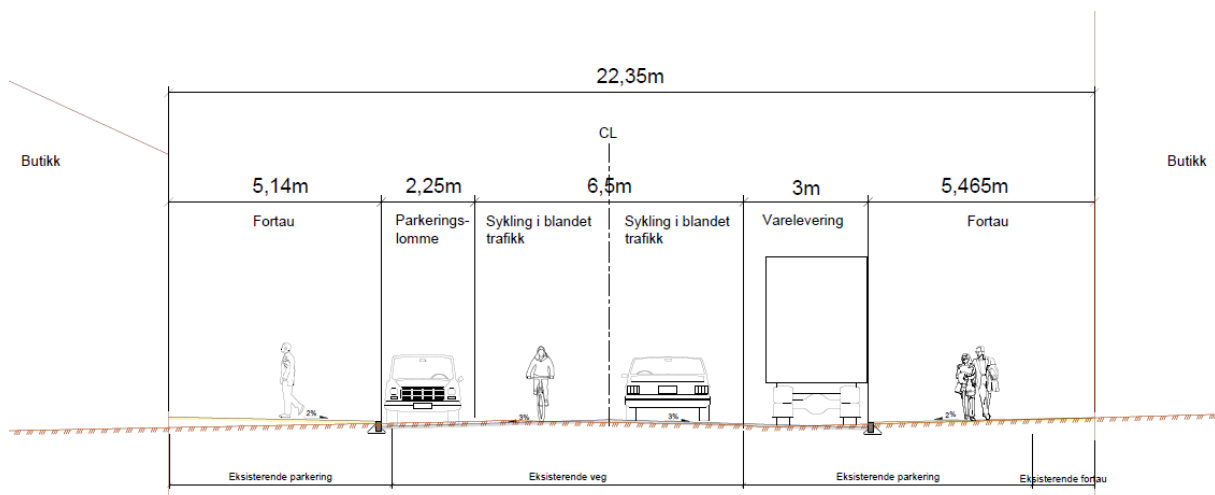 22,35m
CL
Butikk
Butikk
5,14m
2,25m
6,5m
3m
5,465m
Fortau
Parkerings-
lomme
Sykling i blandet
trafikk
Sykling i blandet
trafikk
Varelevering
Fortau
2%
3%
3%
2%
Eksisterende parkering
Eksisterende veg
Eksisterende parkering
Eksisterende fortau